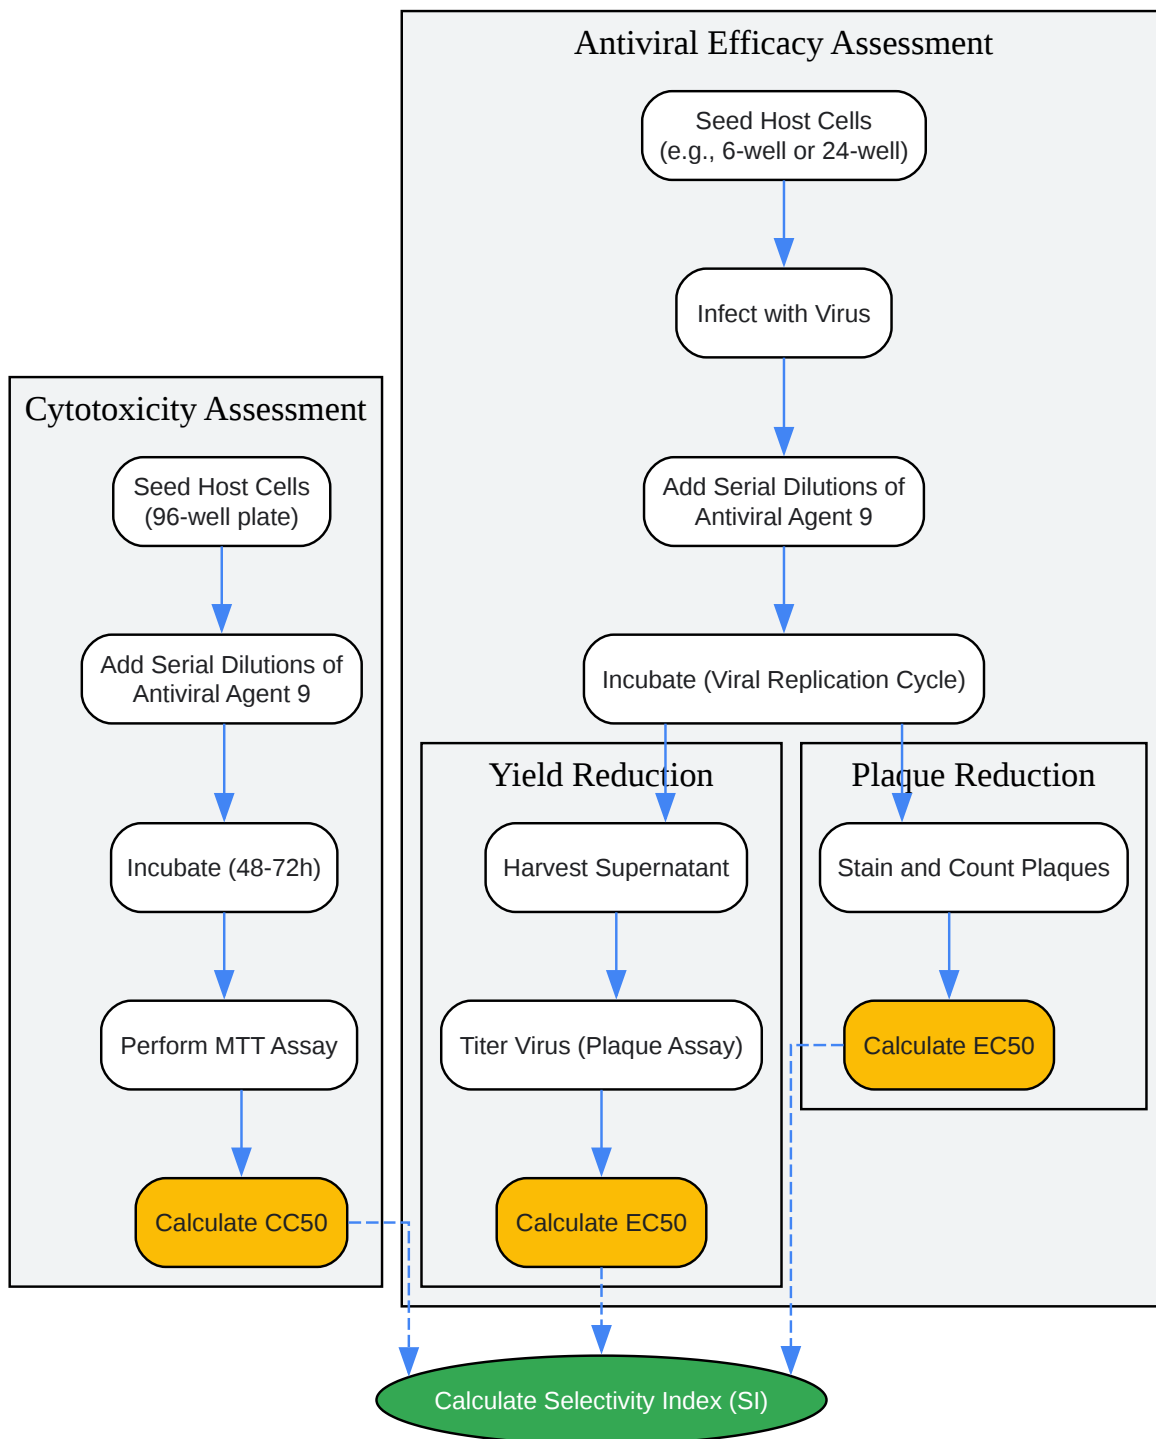 Antiviral Efficacy Assessment
Seed Host Cells
(e.g., 6-well or 24-well)
Infect with Virus
Add Serial Dilutions of
Antiviral Agent 9
Incubate (Viral Replication Cycle)
Cytotoxicity Assessment
Seed Host Cells
(96-well plate)
Add Serial Dilutions of
Antiviral Agent 9
Incubate (48-72h)
Perform MTT Assay
Calculate CC50
Yield Reduction
Harvest Supernatant
Titer Virus (Plaque Assay)
Calculate EC50
Plaque Reduction
Stain and Count Plaques
Calculate EC50
Calculate Selectivity Index (SI)